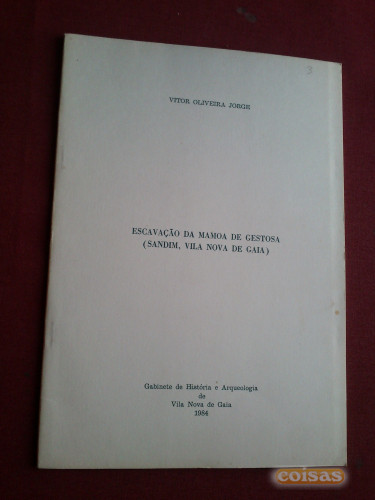 VITOR OLIVEIRA JORGE
ESCAVAÇÃO DA MAMOA DE GESTOSA
(SANDIM, VILA NOVA DE GAIA)
Gabinete de História e Arqueologia
de
Vila Nova de Gaia
1984
coisas